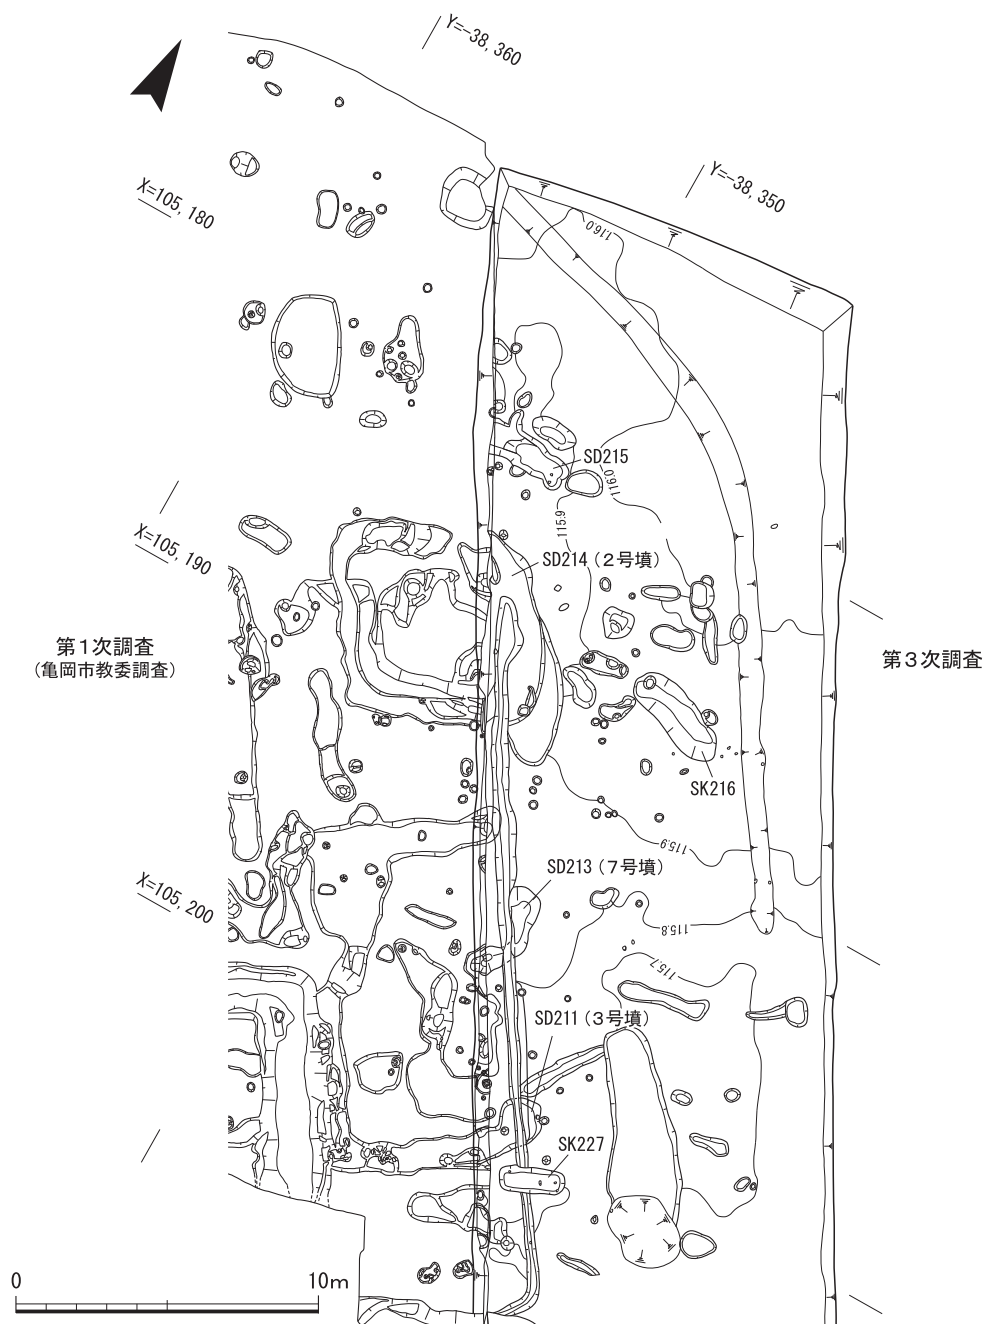 Y=-38,360
Y=-38,350
X=105,180
116.0
SD215
116.0
115.9
X=105,190
SD214（２号墳）
第１次調査
（亀岡市教委調査）
第３次調査
SK216
115.9
SD213（７号墳）
X=105,200
115.8
115.7
SD211（３号墳）
SK227
0
10m